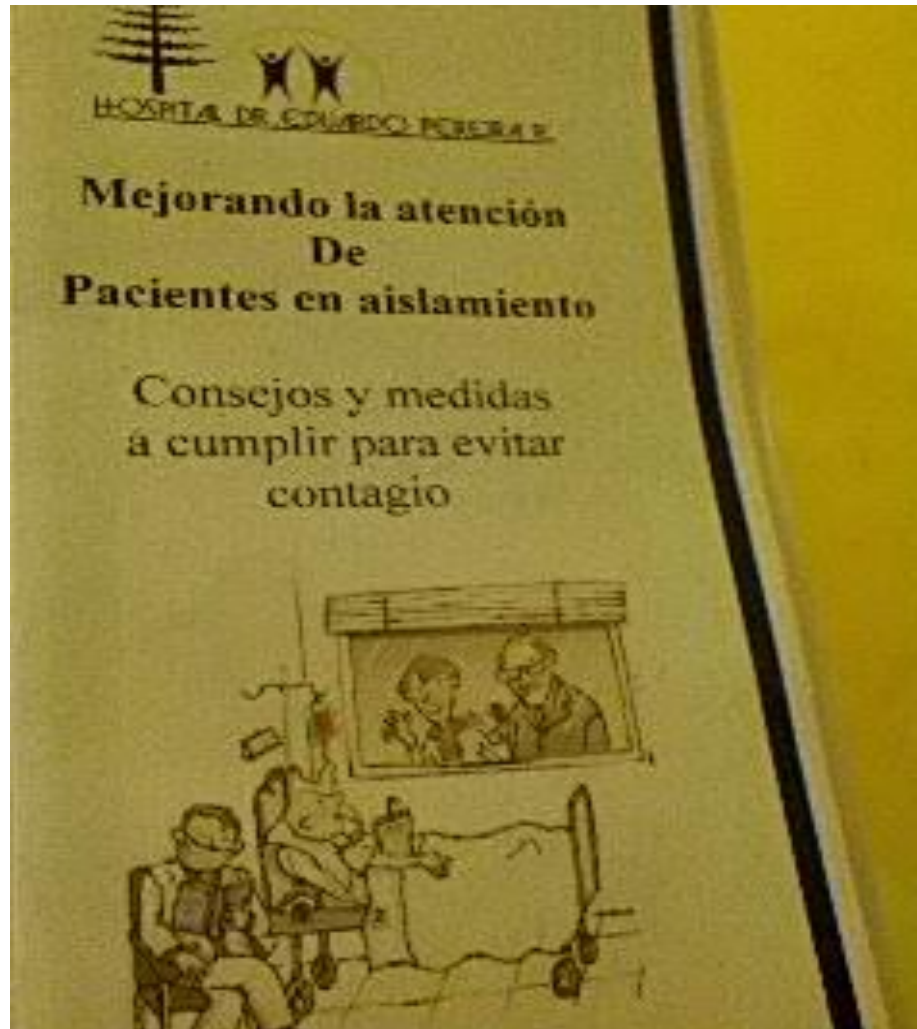 HOSPITAL DR. EDUARDO PEREIRA R.
Mejorando la atención
De
Pacientes en aislamiento
Consejos y medidas
a cumplir para evitar
contagio